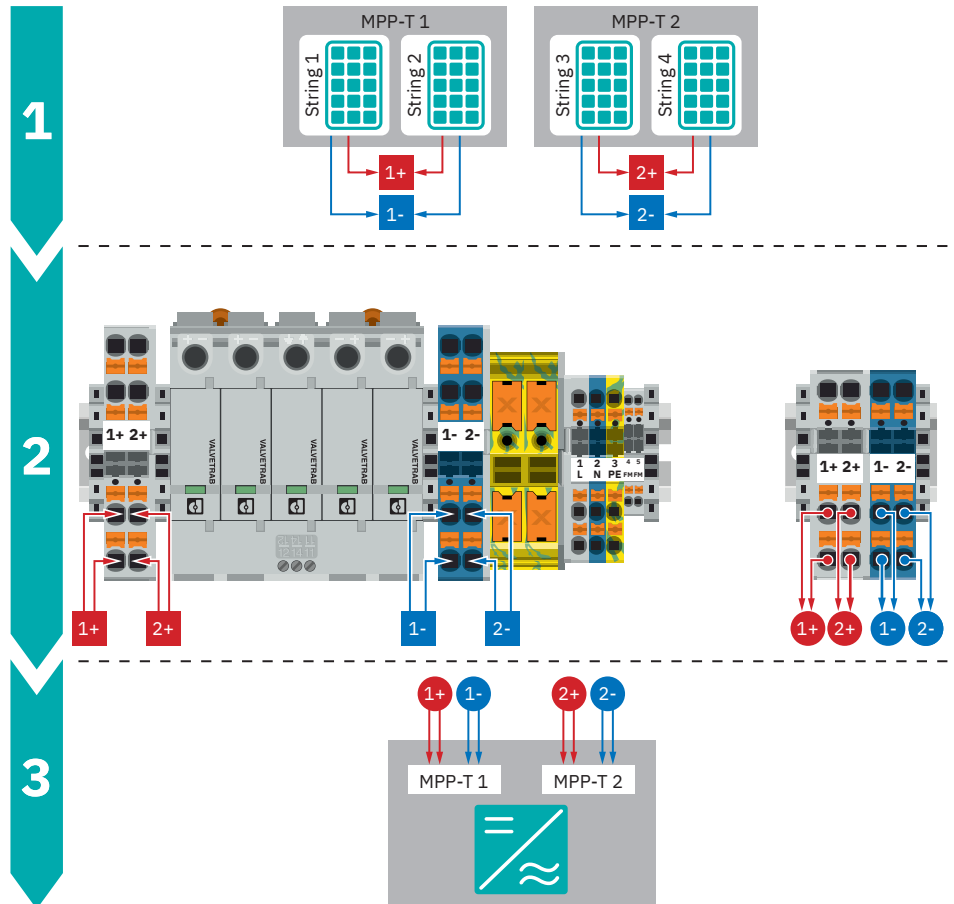 1
MPP-T 1
MPP-T 2
String 1
String 2
String 3
String 4
1+
2+
1-
2-
2
+ -
+ -
- +
- +
1+ 2+
VALVETRAB
VALVETRAB
VALVETRAB
VALVETRAB
VALVETRAB
1- 2-
1 2 3 4 5
L N PE FM FM
1+ 2+ 1- 2-
1+
2+
1-
2-
1+
2+
1-
2-
3
1+
1-
2+
2-
MPP-T 1
MPP-T 2